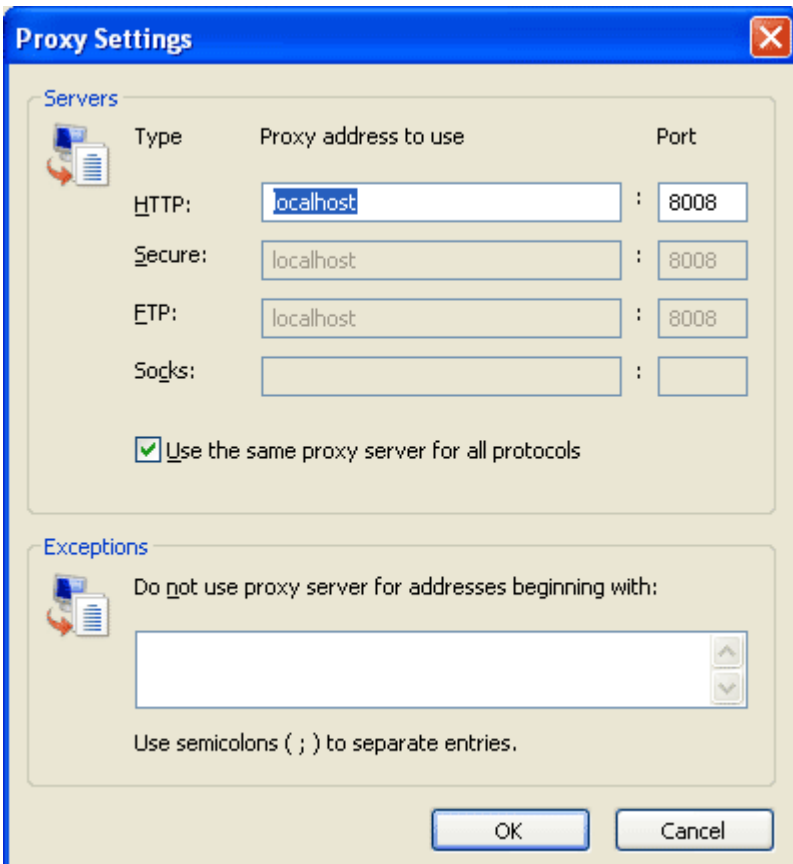 Proxy Settings
Servers
Type Proxy address to use Port
HTTP: localhost : 8008
Secure: localhost : 8008
FTP: localhost : 8008
Socks: :
Use the same proxy server for all protocols
Exceptions
Do not use proxy server for addresses beginning with:
Use semicolons ( ; ) to separate entries.
OK Cancel